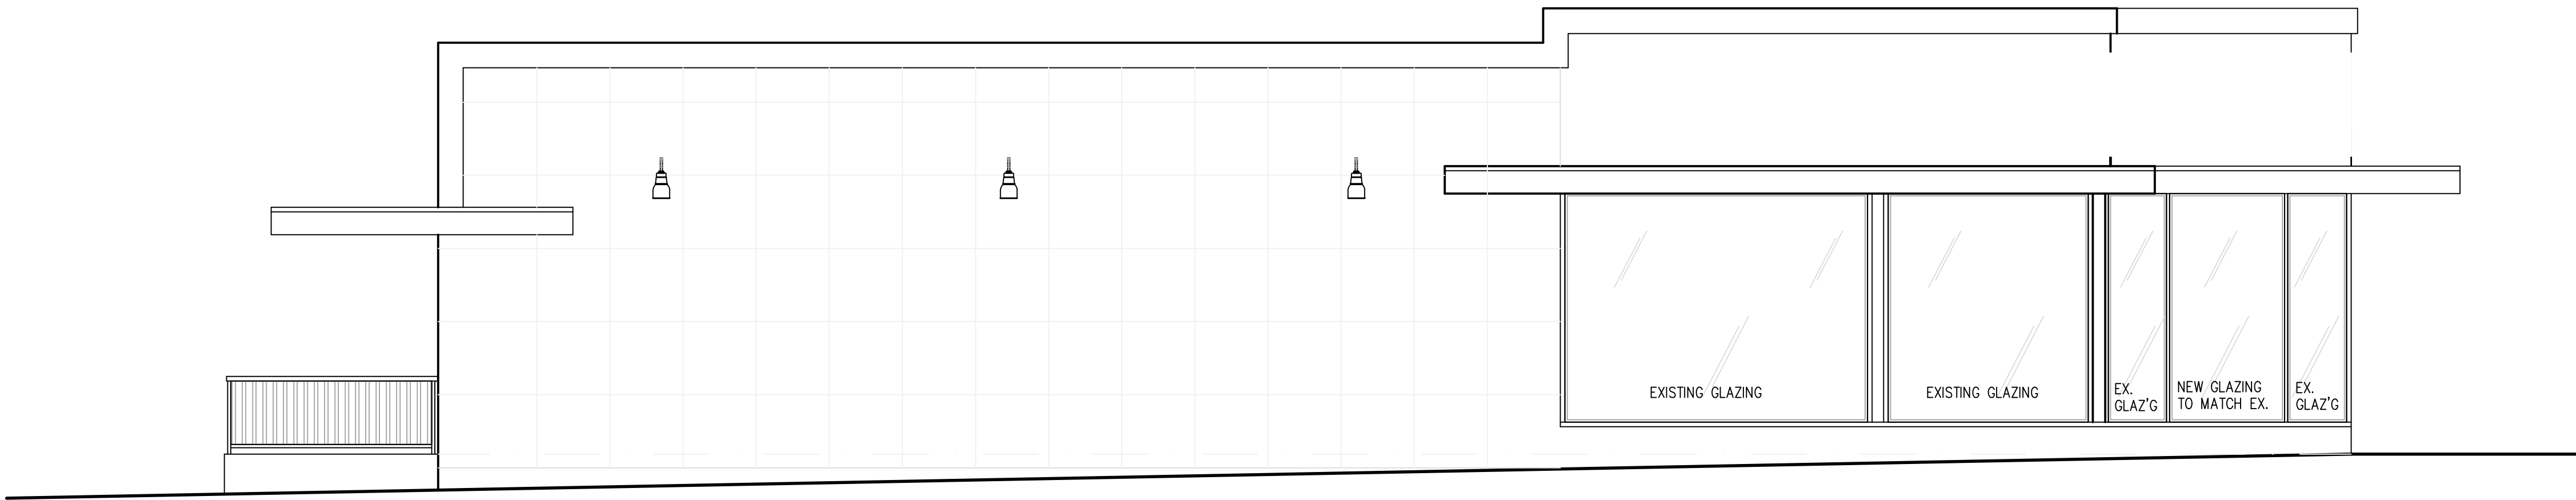 EXISTING GLAZING
EXISTING GLAZING
EX.
GLAZ'G
NEW GLAZING
TO MATCH EX.
EX.
GLAZ'G